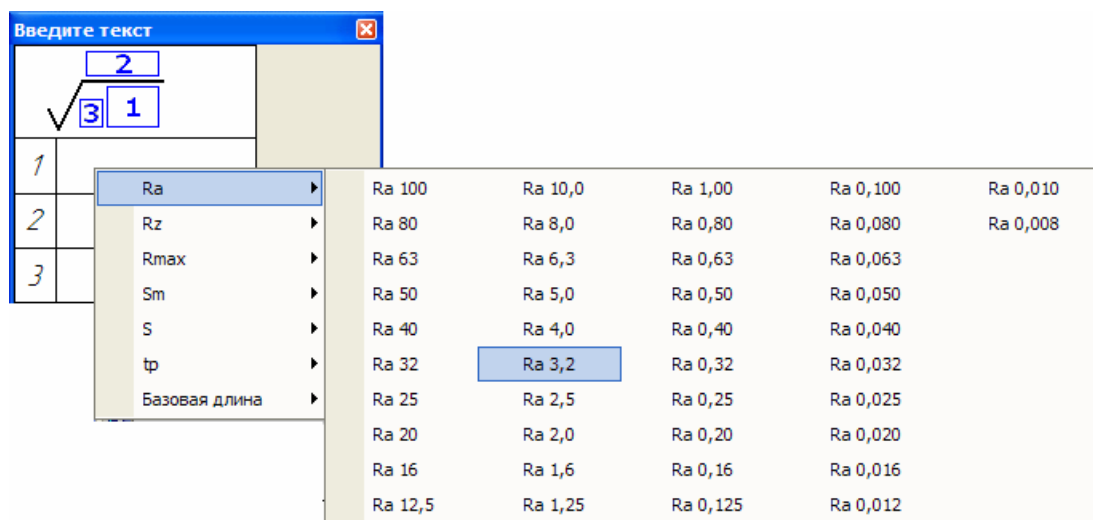 Введите текст
2
3 1
1
2
3
Ra
Rz
Rmax
Sm
S
tp
Базовая длина
Ra 100 Ra 10,0 Ra 1,00 Ra 0,100 Ra 0,010
Ra 80 Ra 8,0 Ra 0,80 Ra 0,080 Ra 0,008
Ra 63 Ra 6,3 Ra 0,63 Ra 0,063
Ra 50 Ra 5,0 Ra 0,50 Ra 0,050
Ra 40 Ra 4,0 Ra 0,40 Ra 0,040
Ra 32 Ra 3,2 Ra 0,32 Ra 0,032
Ra 25 Ra 2,5 Ra 0,25 Ra 0,025
Ra 20 Ra 2,0 Ra 0,20 Ra 0,020
Ra 16 Ra 1,6 Ra 0,16 Ra 0,016
Ra 12,5 Ra 1,25 Ra 0,125 Ra 0,012